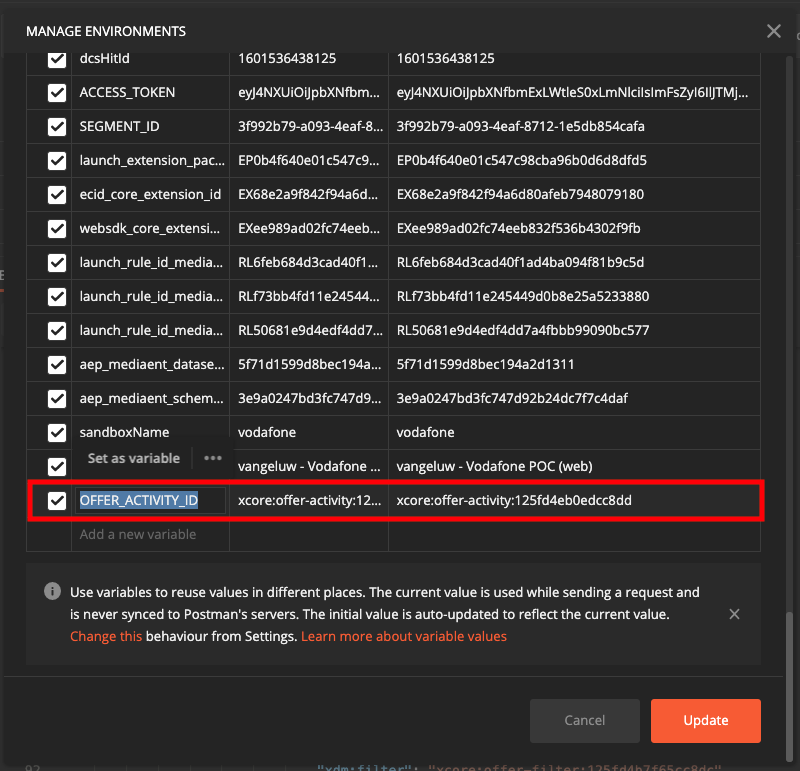 MANAGE ENVIRONMENTS
dcsHitId 1601536438125 1601536438125
ACCESS_TOKEN eyJ4NXUiOiJpbXNfbm... eyJ4NXUiOiJpbXNfbmExLWtleS0xLmNlciIsImFsZyI6IlJTMj...
SEGMENT_ID 3f992b79-a093-4eaf-8... 3f992b79-a093-4eaf-8712-1e5db854cafa
launch_extension_pac... EP0b4f640e01c547c9... EP0b4f640e01c547c98cba96b0d6d8dfd5
ecid_core_extension_id EX68e2a9f842f94a6d... EX68e2a9f842f94a6d80afeb7948079180
websdk_core_extensi... EXee989ad02fc74eeb... EXee989ad02fc74eeb832f536b4302f9fb
launch_rule_id_media... RL6feb684d3cad40f1... RL6feb684d3cad40f1ad4ba094f81b9c5d
launch_rule_id_media... RLf73bb4fd11e24544... RLf73bb4fd11e245449d0b8e25a5233880
launch_rule_id_media... RL50681e9d4edf4dd7... RL50681e9d4edf4dd7a4fbbb99090bc577
aep_mediaent_datase... 5f71d1599d8bec194a... 5f71d1599d8bec194a2d1311
aep_mediaent_schem... 3e9a0247bd3fc747d9... 3e9a0247bd3fc747d92b24dc7f7c4daf
sandboxName vodafone vodafone
Set as variable ••• vangeluw - Vodafone ... vangeluw - Vodafone POC (web)
OFFER_ACTIVITY_ID xcore:offer-activity:12... xcore:offer-activity:125fd4eb0edcc8dd
Add a new variable
Use variables to reuse values in different places. The current value is used while sending a request and
is never synced to Postman's servers. The initial value is auto-updated to reflect the current value.
Change this behaviour from Settings. Learn more about variable values
Cancel Update
92 "xdm:filter": "xcore:offer-filter:125fd4b7f65cc8dc"